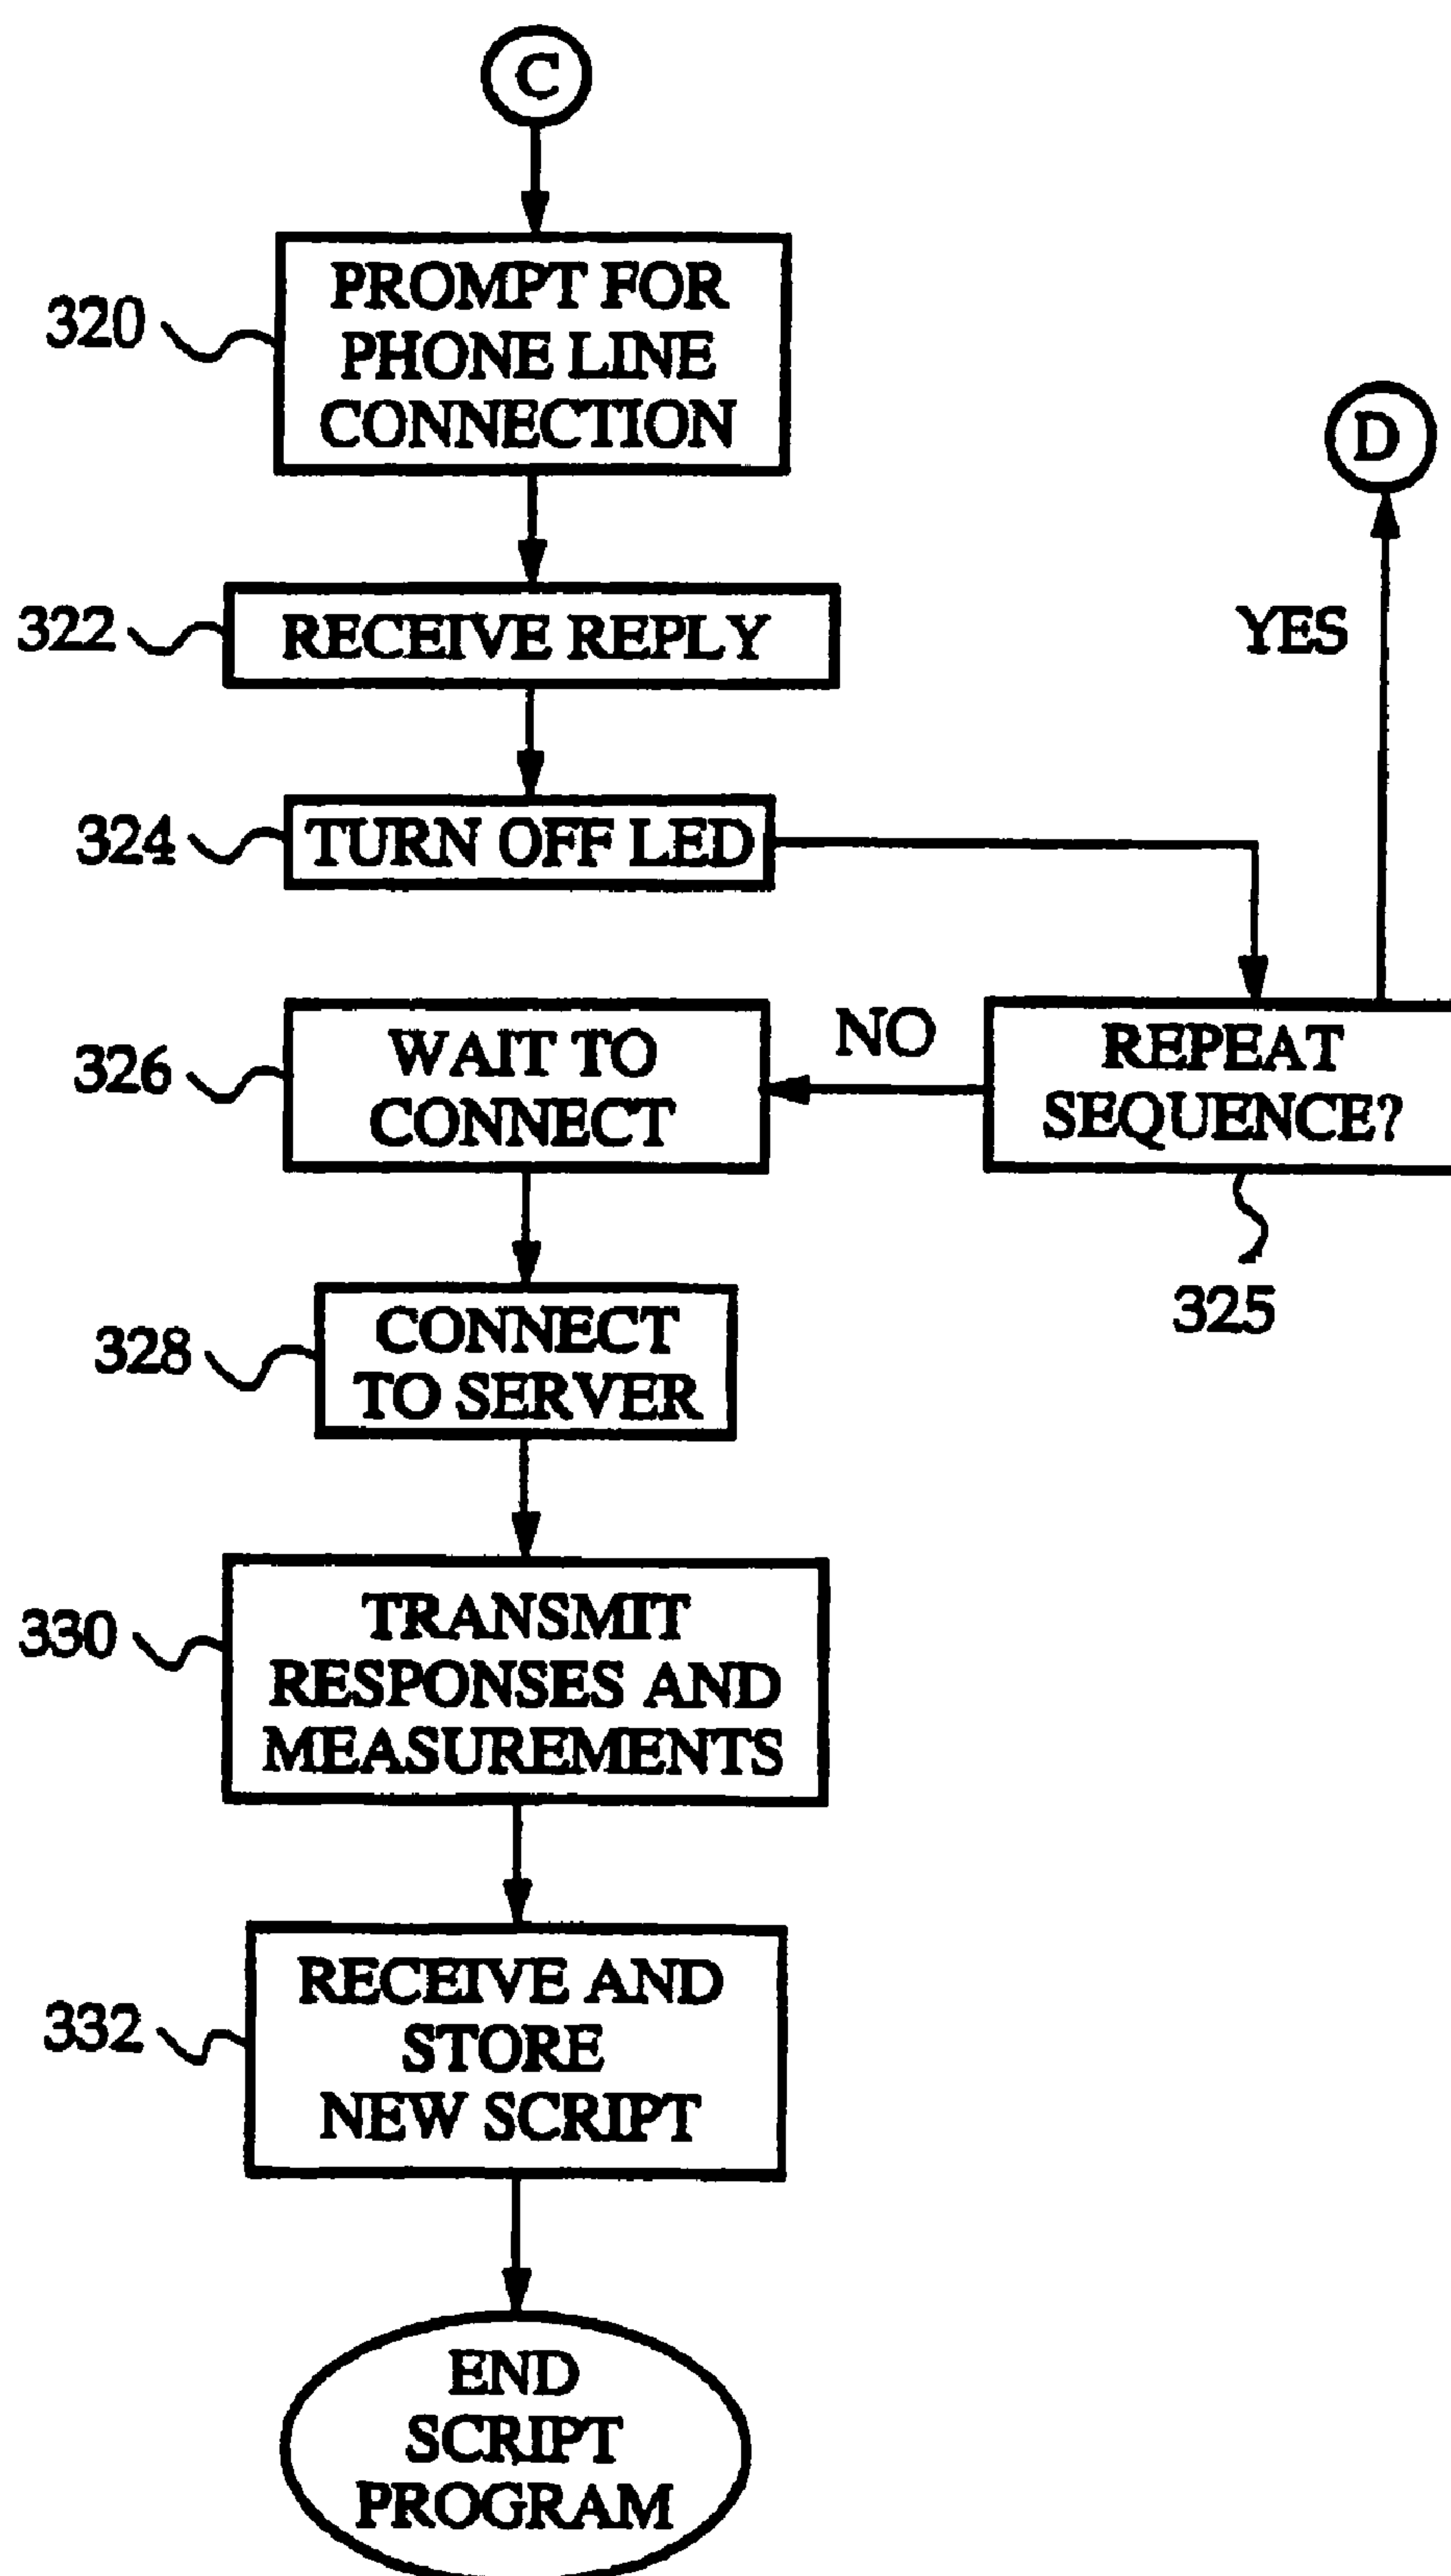 C
320
PROMPT FOR
PHONE LINE
CONNECTION
D
322
RECEIVE REPLY
YES
324
TURN OFF LED
326
WAIT TO
CONNECT
NO
REPEAT
SEQUENCE?
325
328
CONNECT
TO SERVER
330
TRANSMIT
RESPONSES AND
MEASUREMENTS
332
RECEIVE AND
STORE
NEW SCRIPT
END
SCRIPT
PROGRAM